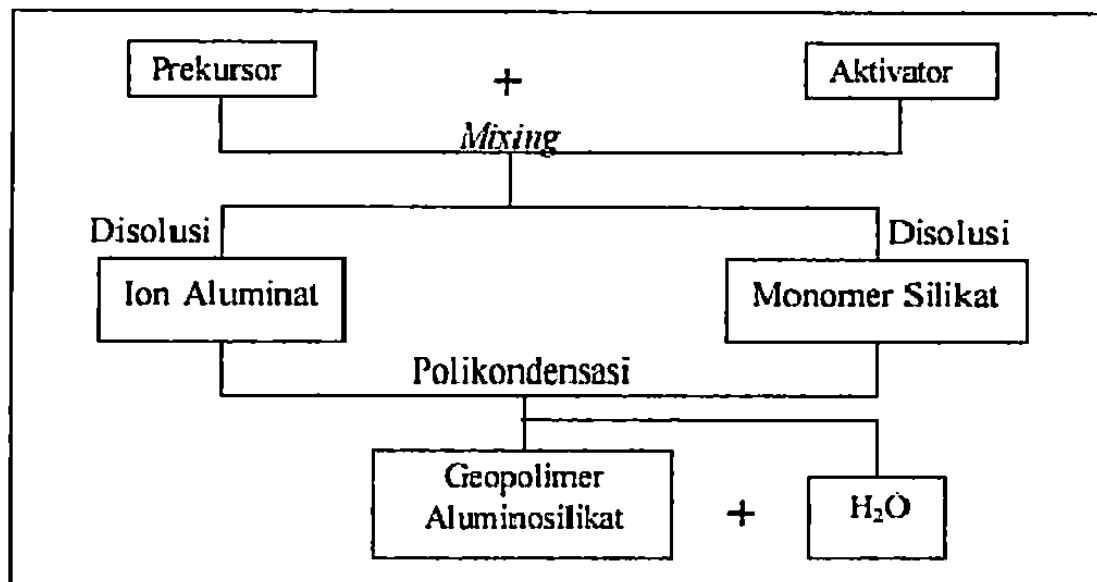 Prekursor
+
Aktivator
Mixing
Disolusi
Disolusi
Ion Aluminat
Monomer Silikat
Polikondensasi
Geopolimer
Aluminosilikat
+
H₂O